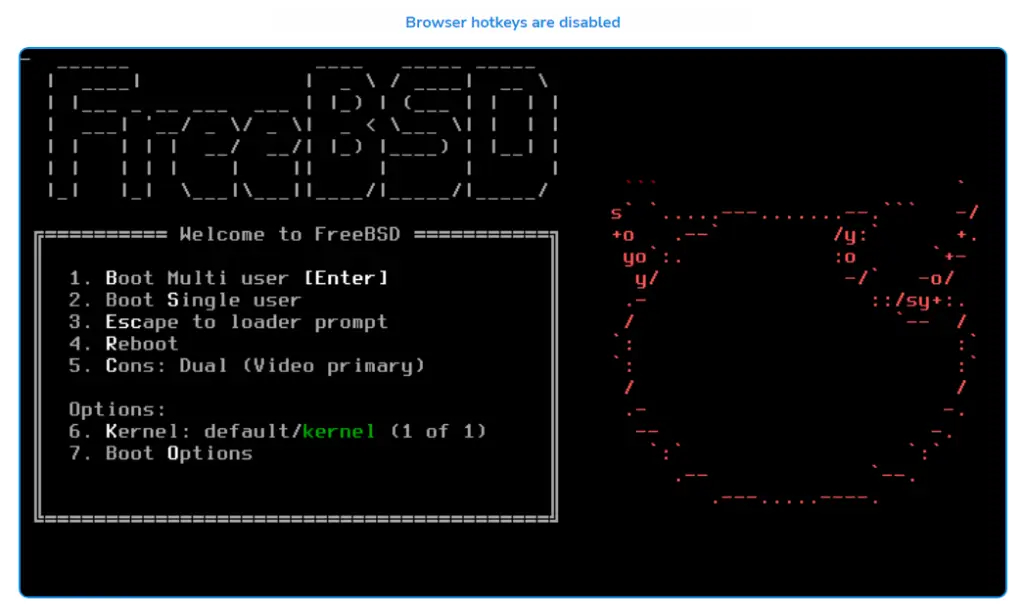 Browser hotkeys are disabled
FreeBSD
Welcome to FreeBSD
1. Boot Multi user [Enter]
2. Boot Single user
3. Escape to loader prompt
4. Reboot
5. Cons: Dual (Video primary)
Options:
6. Kernel: default/kernel (1 of 1)
7. Boot Options